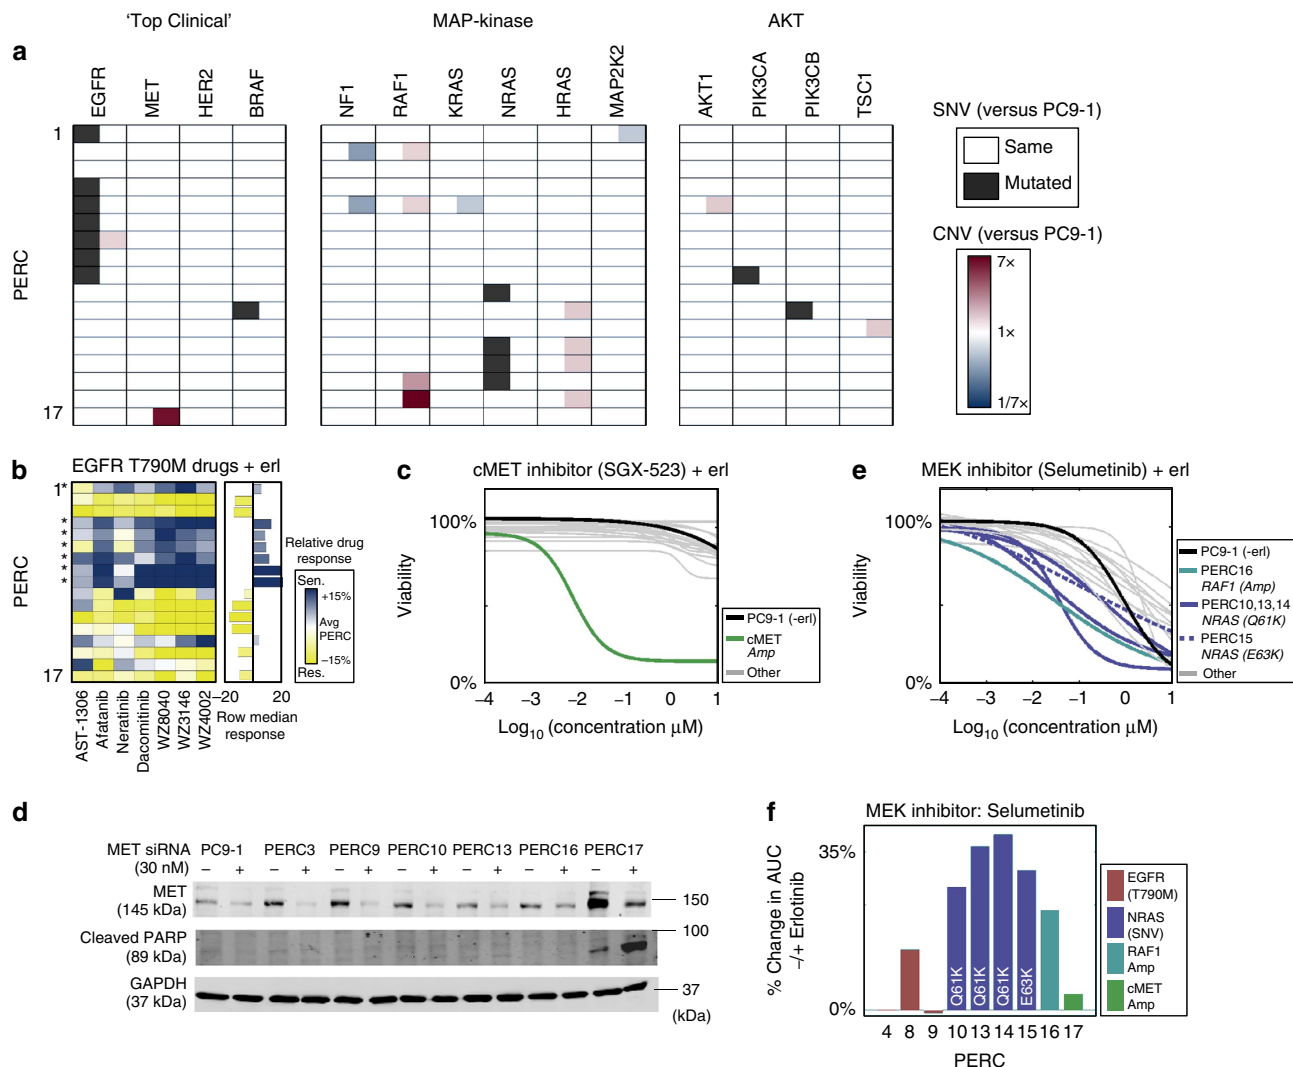 a
'Top Clinical'
MAP-kinase
AKT
EGFR
MET
HER2
BRAF
NF1
RAF1
KRAS
NRAS
HRAS
MAP2K2
AKT1
PIK3CA
PIK3CB
TSC1
1
PERC
17
SNV (versus PC9-1)
Same
Mutated
CNV (versus PC9-1)
7×
1×
1/7×
b
EGFR T790M drugs + erl
1*
*
*
*
*
*
*
PERC
17
AST-1306
Afatanib
Neratinib
Dacomitinib
WZ8040
WZ3146
WZ4002
−20
20
Row median
response
Relative drug
response
Sen.
+15%
Avg
PERC
−15%
Res.
c
cMET inhibitor (SGX-523) + erl
100%
Viability
0%
−4
−3
−2
−1
0
1
Log10 (concentration μM)
PC9-1 (-erl)
cMET
Amp
Other
e
MEK inhibitor (Selumetinib) + erl
100%
Viability
0%
−4
−3
−2
−1
0
1
Log10 (concentration μM)
PC9-1 (-erl)
PERC16
RAF1 (Amp)
PERC10,13,14
NRAS (Q61K)
PERC15
NRAS (E63K)
Other
d
MET siRNA
(30 nM)
PC9-1
PERC3
PERC9
PERC10
PERC13
PERC16
PERC17
− + − + − + − + − + − + − +
MET
(145 kDa)
150
Cleaved PARP
(89 kDa)
100
GAPDH
(37 kDa)
37
(kDa)
f
MEK inhibitor: Selumetinib
% Change in AUC
−/+ Erlotinib
35%
0%
Q61K
Q61K
Q61K
E63K
4 8 9 10 13 14 15 16 17
PERC
EGFR
(T790M)
NRAS
(SNV)
RAF1
Amp
cMET
Amp